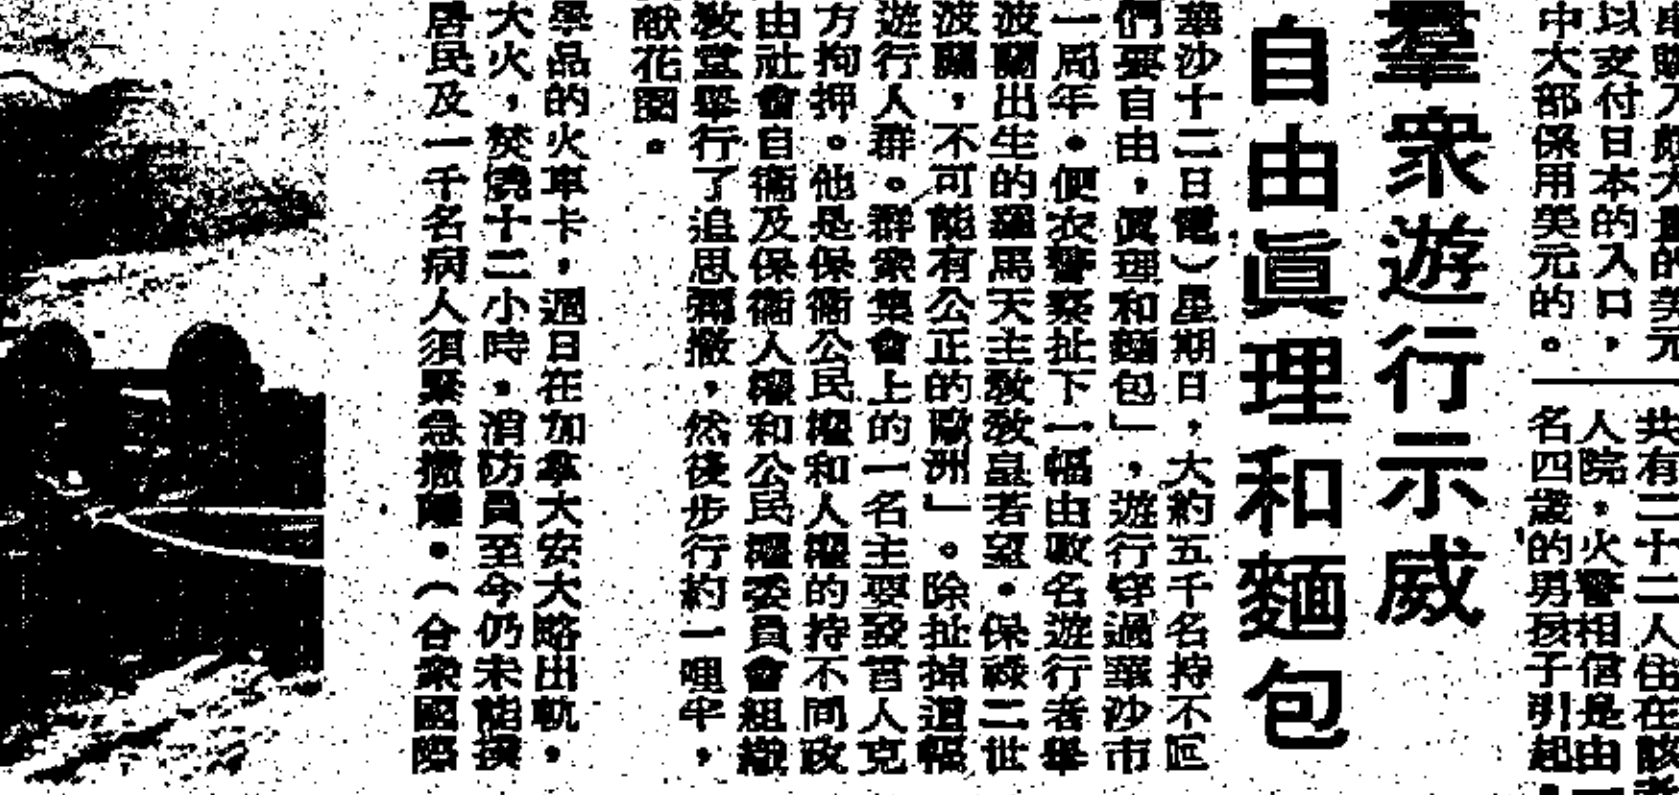 以支付日本的入口，
中大部係用美元的。
共有二十二人住在該
人院，火警相信是由一
名四歲的男孩子引起
羣衆遊行示威
自由眞理和麵包
華沙十二日電）星期日，大約五千名持不同
們要自由，眞理和麵包」，遊行穿過華沙市
一周年。便衣警察扯下一幅由數名遊行者舉
波蘭出生的羅馬天主教教皇若望．保祿二世
波蘭，不可能有公正的歐洲」。除扯掉這幅
遊行人群。群衆集會上的一名主要發言人克
方拘押。他是保衞公民權和人權的持不同政
由社會自衞及保衞人權和公民權委員會組織
教堂舉行了追思彌撒，然後步行約一哩半，
献花圈。
學品的火車卡，週日在加拿大安大略出軌，
大火，焚燒十二小時，消防員至今仍未能撲
居民及一千名病人須緊急撤離。（合衆國際